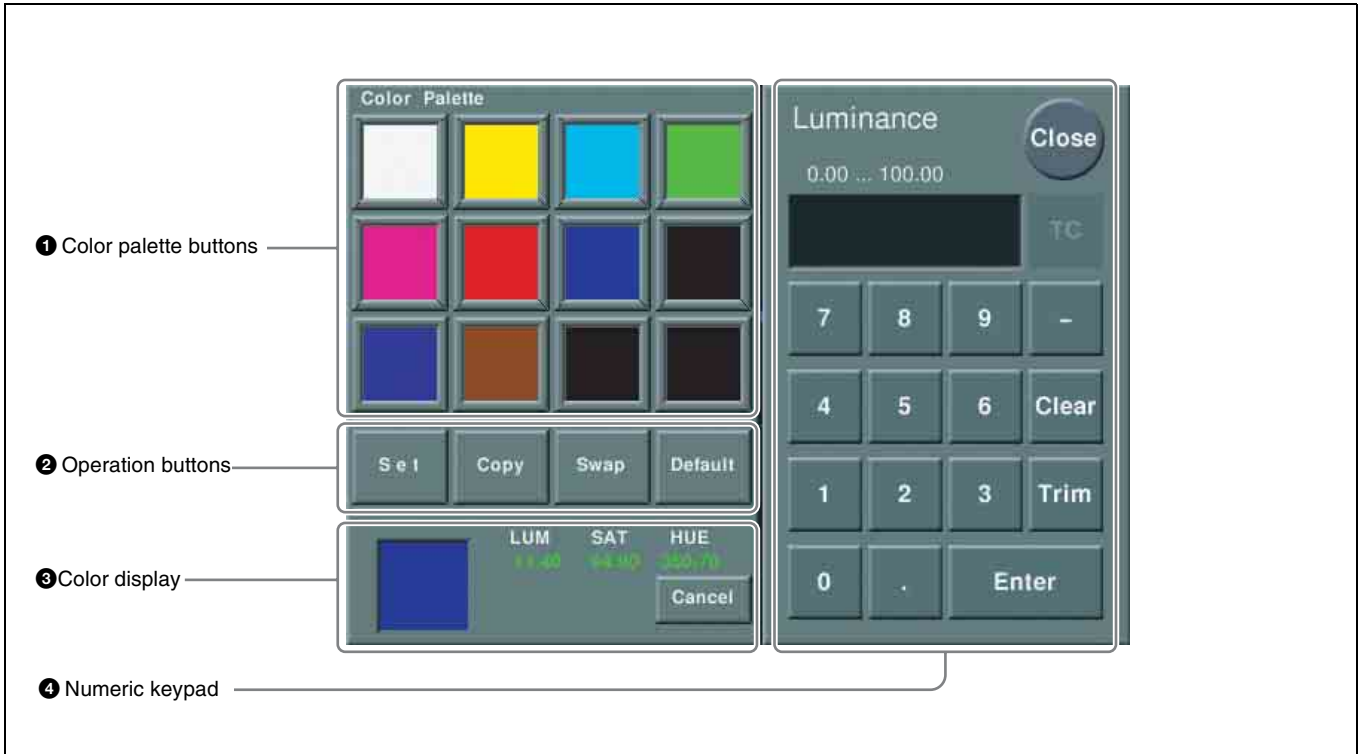 Color Palette
Luminance
Close
0.00 ... 100.00
TC
❶ Color palette buttons
7 8 9 –
4 5 6 Clear
❷ Operation buttons
Set Copy Swap Default
1 2 3 Trim
LUM SAT HUE
❸Color display
Cancel
0 . Enter
❹ Numeric keypad